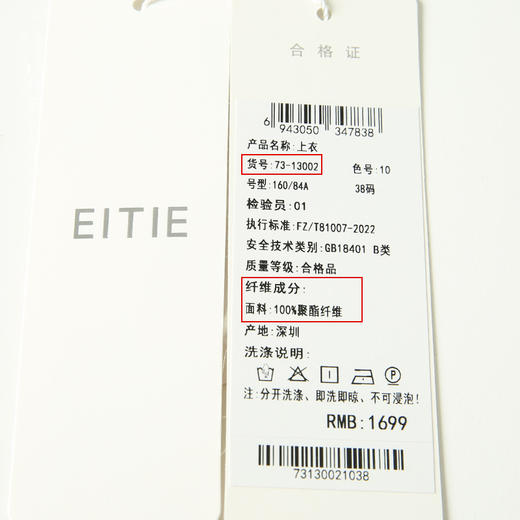 EITIE
合格证
6 943050 347838
产品名称:上衣
货号:73-13002 色号:10
号型:160/84A 38码
检验员:01
执行标准:FZ/T81007-2022
安全技术类别:GB18401 B类
质量等级:合格品
纤维成分:
面料:100%聚酯纤维
产地:深圳
洗涤说明:
P
注:分开洗涤、即洗即晾、不可浸泡!
RMB:1699
73130021038